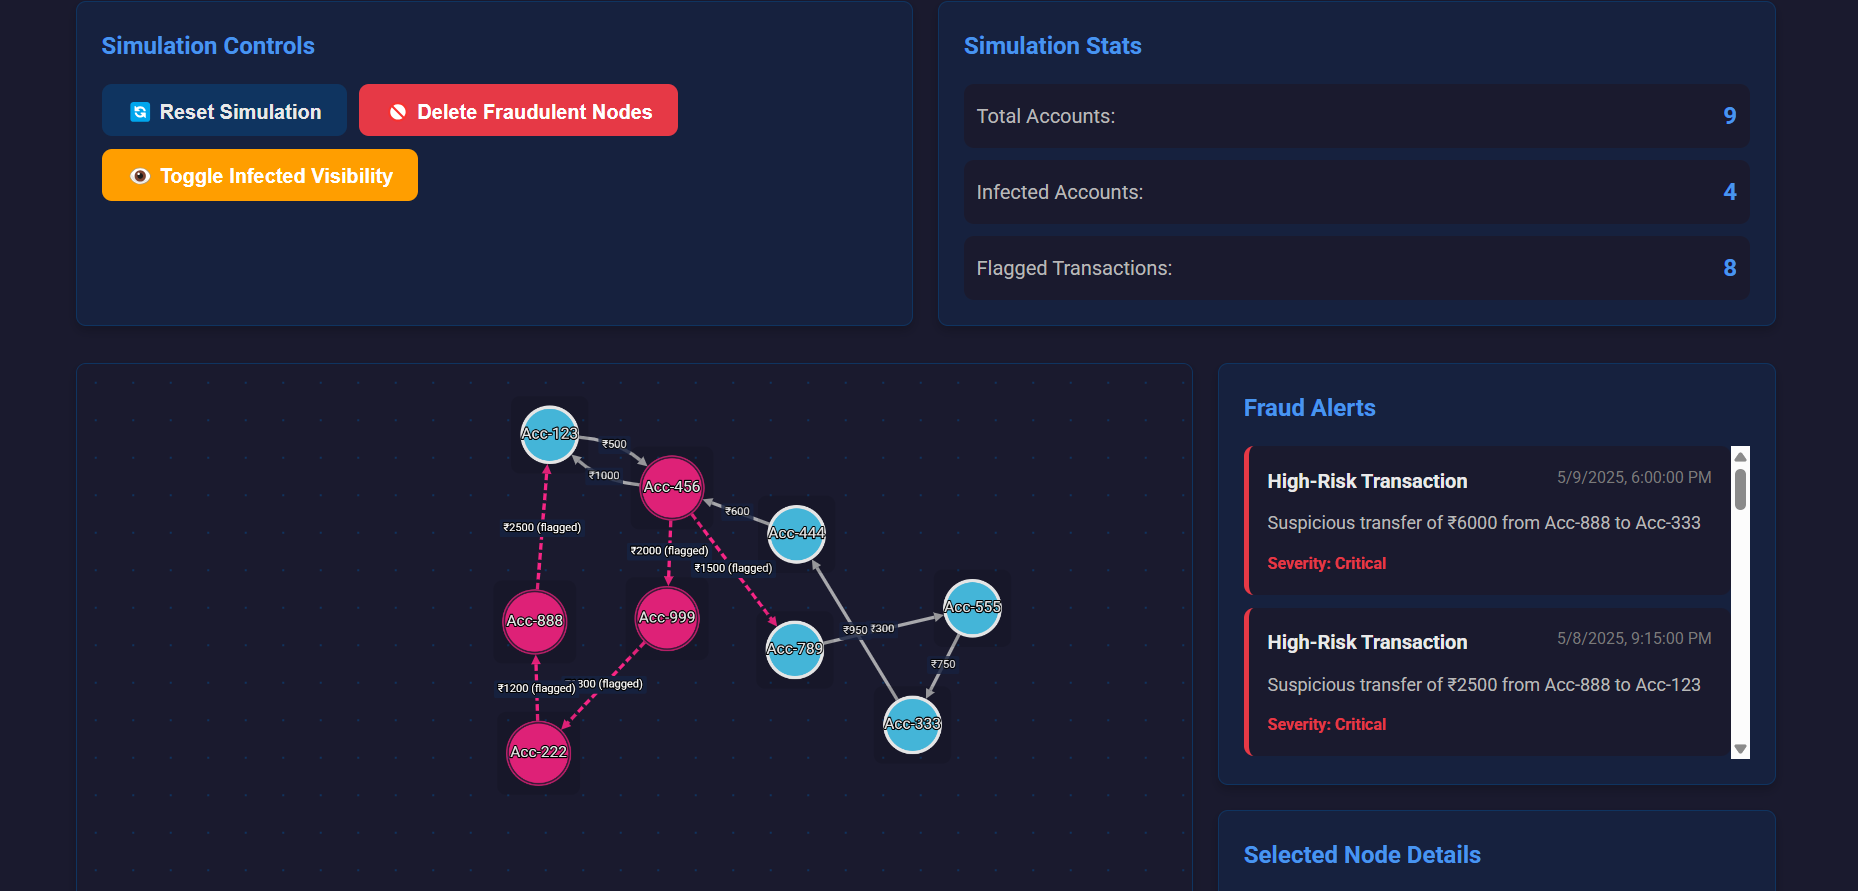 Simulation Controls
Reset Simulation
Delete Fraudulent Nodes
Toggle Infected Visibility
Simulation Stats
Total Accounts:
9
Infected Accounts:
4
Flagged Transactions:
8
Acc-123
₹500
₹1000
Acc-456
₹600
Acc-444
₹2500 (flagged)
₹2000 (flagged)
₹1500 (flagged)
Acc-888
Acc-999
Acc-555
₹950
₹300
Acc-789
₹750
₹1200 (flagged)
(flagged)
Acc-333
Acc-222
Fraud Alerts
High-Risk Transaction
5/9/2025, 6:00:00 PM
Suspicious transfer of ₹6000 from Acc-888 to Acc-333
Severity: Critical
High-Risk Transaction
5/8/2025, 9:15:00 PM
Suspicious transfer of ₹2500 from Acc-888 to Acc-123
Severity: Critical
Selected Node Details